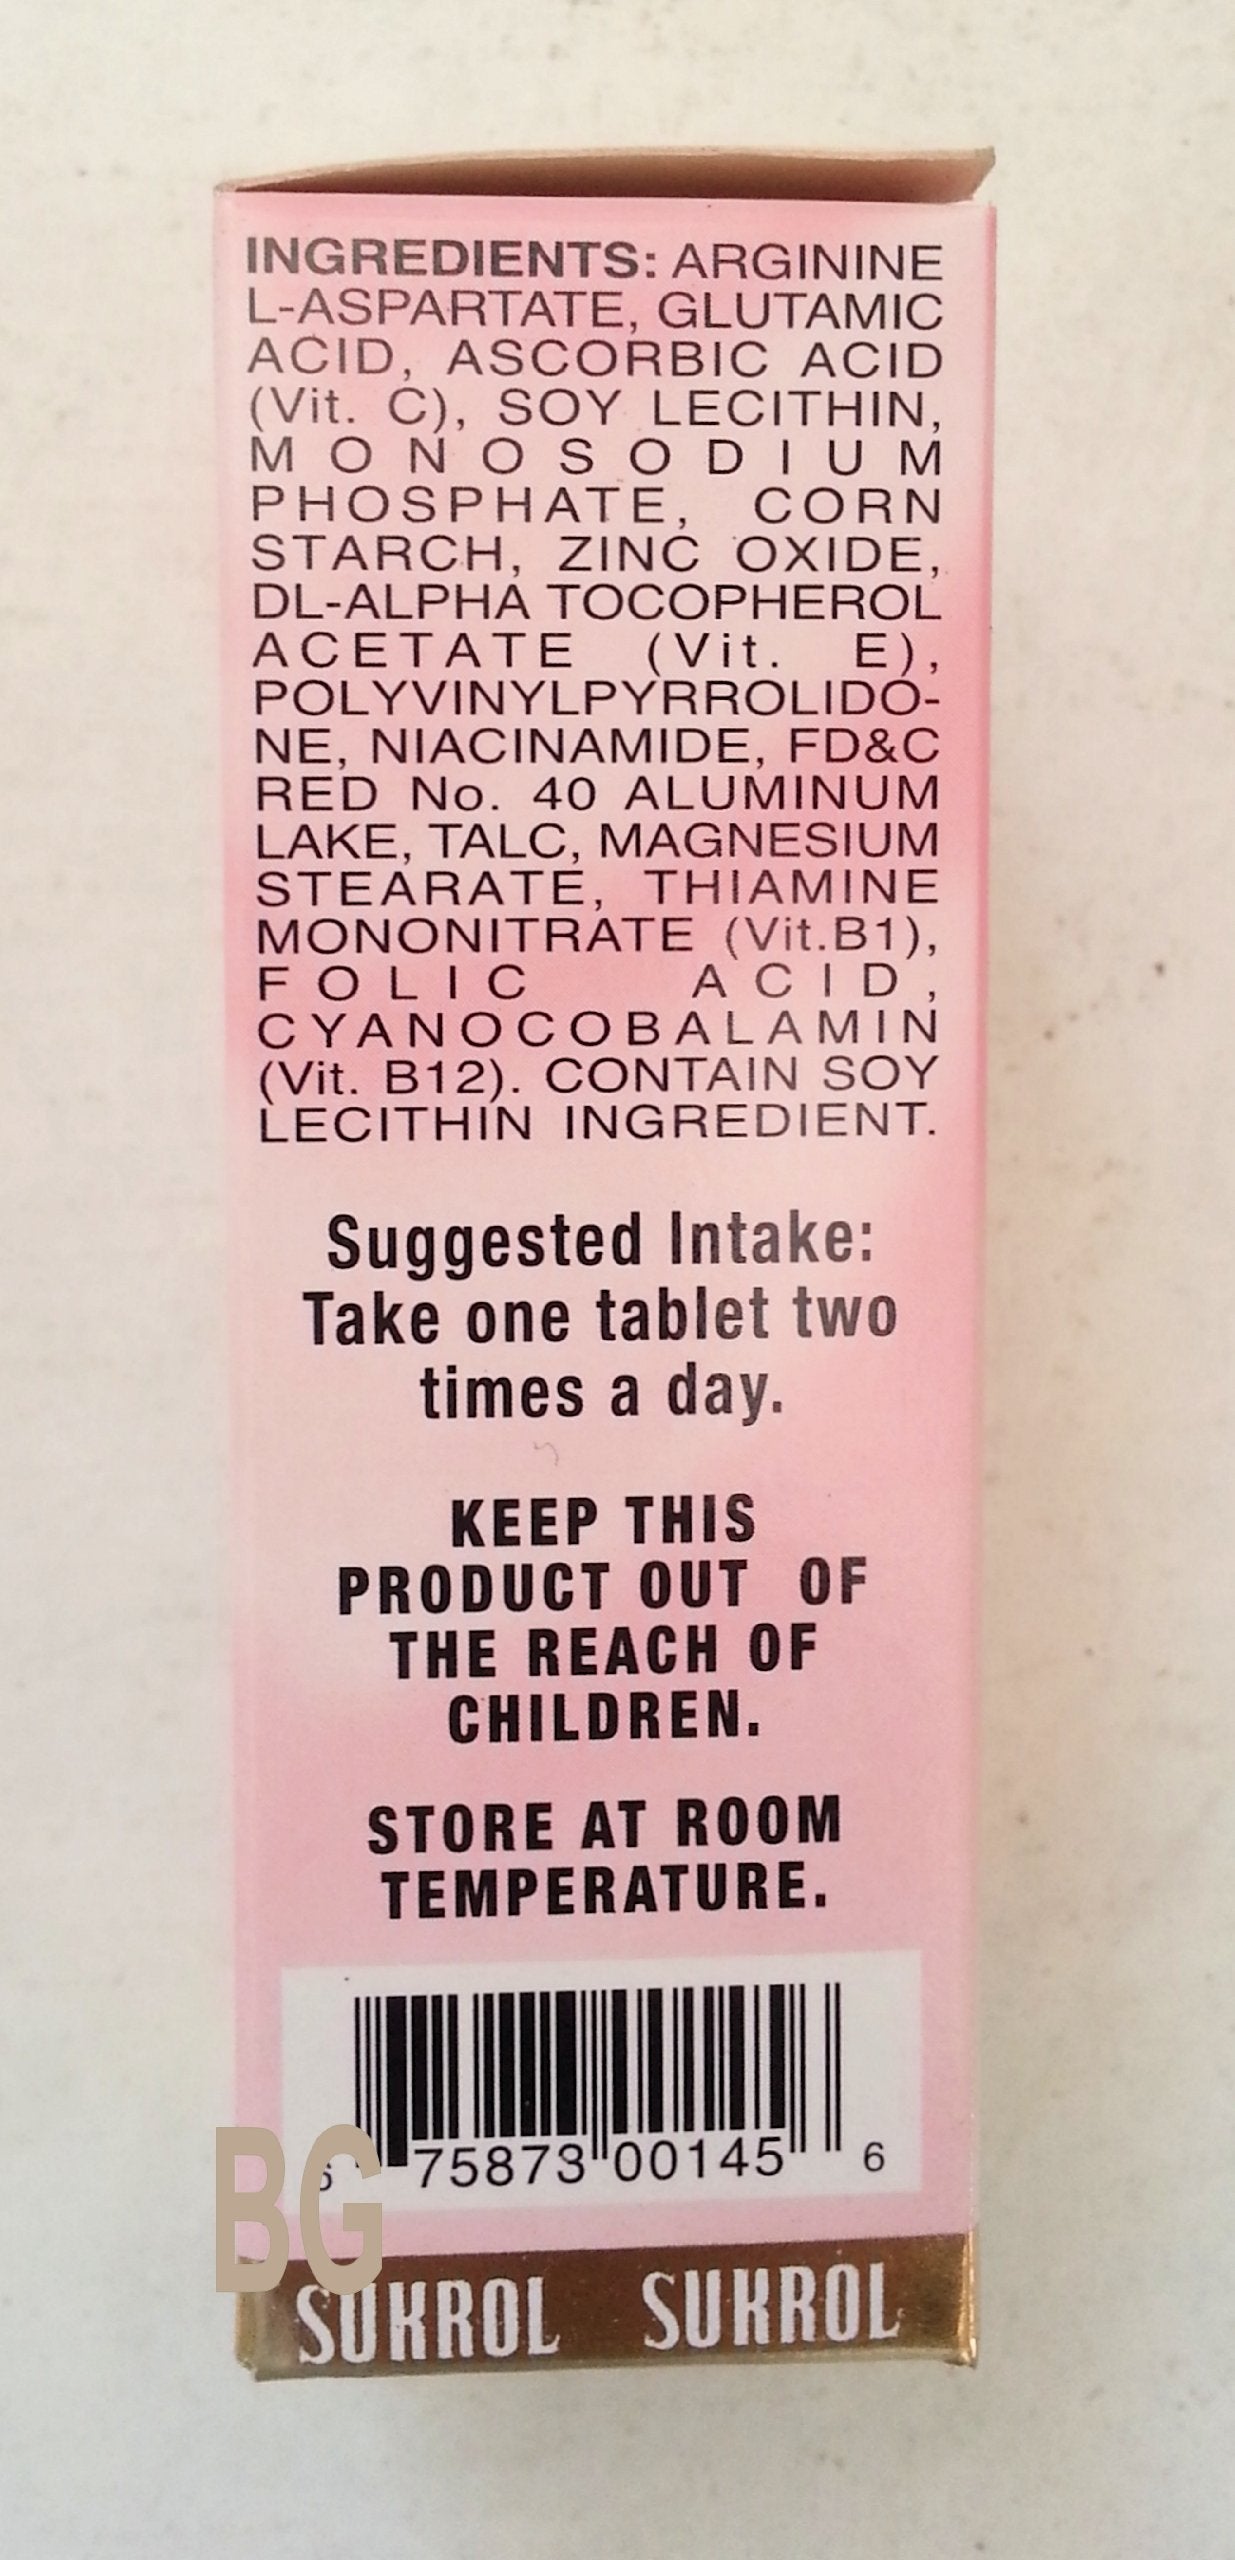 INGREDIENTS: ARGININE
L-ASPARTATE, GLUTAMIC
ACID, ASCORBIC ACID
(Vit. C), SOY LECITHIN,
MONOSODIUM
PHOSPHATE, CORN
STARCH, ZINC OXIDE,
DL-ALPHA TOCOPHEROL
ACETATE (Vit. E),
POLYVINYLPYRROLIDO-
NE, NIACINAMIDE, FD&C
RED No. 40 ALUMINUM
LAKE, TALC, MAGNESIUM
STEARATE, THIAMINE
MONONITRATE (Vit.B1),
FOLIC ACID,
CYANOCOBALAMIN
(Vit. B12). CONTAIN SOY
LECITHIN INGREDIENT.
Suggested Intake:
Take one tablet two
times a day.
KEEP THIS
PRODUCT OUT OF
THE REACH OF
CHILDREN.
STORE AT ROOM
TEMPERATURE.
6 75873 00145 6
BG
SUKROL SUKROL